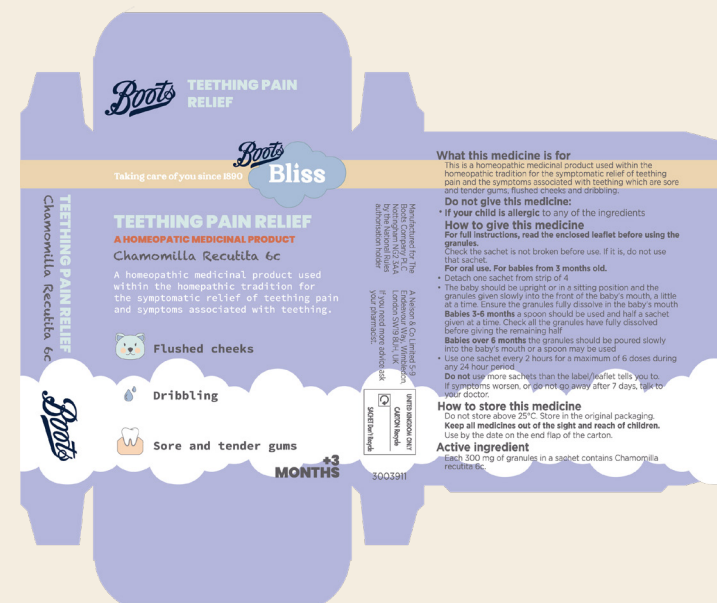 Boots
TEETHING PAIN
RELIEF
Boots
Bliss
Taking care of you since 1890
TEETHING PAIN RELIEF
A HOMEOPATIC MEDICINAL PRODUCT
Chamomilla Recutita 6c
A homeopathic medicinal product used
within the homepathic tradition for
the symptomatic relief of teething pain
and symptoms associated with teething.
Flushed cheeks
Dribbling
Sore and tender gums
+3
MONTHS
TEETHING PAIN RELIEF
Chamomilla Recutita 6c
Boots
Manufactured for The
Boots Company PLC
Nottingham NG2 3AA
by the National Rules
authorisation holder
A Nelson & Co Limited 5-9
Endeavour Way, Wimbledon,
London SW19 8UH, UK
If you need more advice ask
your pharmacist.
UNITED KINGDOM ONLY
CARTON Recycle
SACHET Don't Recycle
3003911
What this medicine is for
This is a homeopathic medicinal product used within the
homeopathic tradition for the symptomatic relief of teething
pain and the symptoms associated with teething which are sore
and tender gums, flushed cheeks and dribbling.
Do not give this medicine:
• If your child is allergic to any of the ingredients
How to give this medicine
For full instructions, read the enclosed leaflet before using the
granules.
Check the sachet is not broken before use. If it is, do not use
that sachet.
For oral use. For babies from 3 months old.
• Detach one sachet from strip of 4
• The baby should be upright or in a sitting position and the
granules given slowly into the front of the baby's mouth, a little
at a time. Ensure the granules fully dissolve in the baby's mouth
Babies 3-6 months a spoon should be used and half a sachet
given at a time. Check all the granules have fully dissolved
before giving the remaining half
Babies over 6 months the granules should be poured slowly
into the baby's mouth or a spoon may be used
• Use one sachet every 2 hours for a maximum of 6 doses during
any 24 hour period
Do not use more sachets than the label/leaflet tells you to.
If symptoms worsen, or do not go away after 7 days, talk to
your doctor.
How to store this medicine
Do not store above 25°C. Store in the original packaging.
Keep all medicines out of the sight and reach of children.
Use by the date on the end flap of the carton.
Active ingredient
Each 300 mg of granules in a sachet contains Chamomilla
recutita 6c.